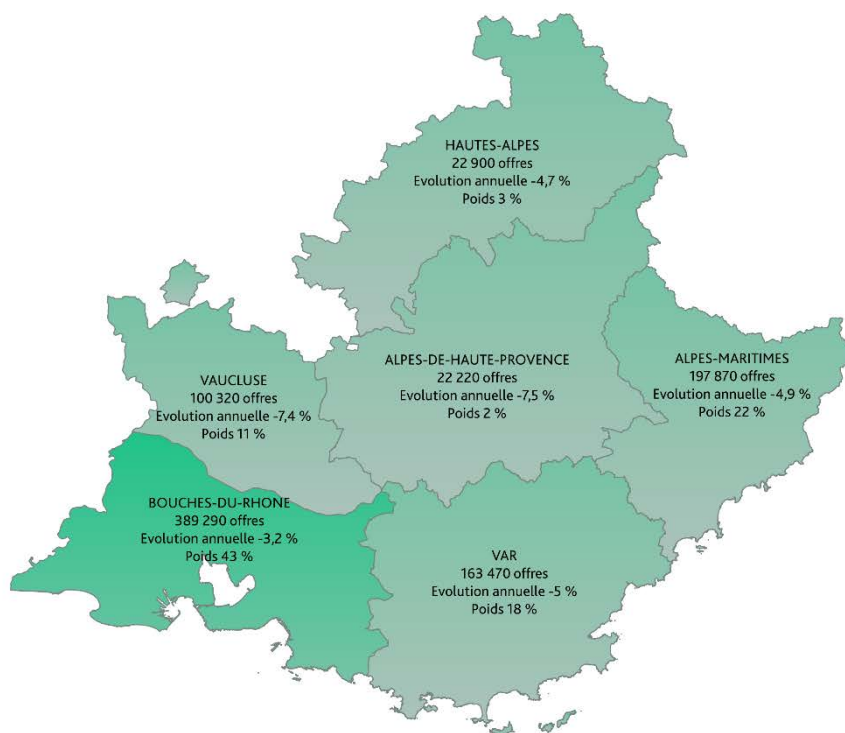 HAUTES-ALPES
22 900 offres
Evolution annuelle -4,7 %
Poids 3 %
ALPES-DE-HAUTE-PROVENCE
22 220 offres
Evolution annuelle -7,5 %
Poids 2 %
ALPES-MARITIMES
197 870 offres
Evolution annuelle -4,9 %
Poids 22 %
VAUCLUSE
100 320 offres
Evolution annuelle -7,4 %
Poids 11 %
BOUCHES-DU-RHONE
389 290 offres
Evolution annuelle -3,2 %
Poids 43 %
VAR
163 470 offres
Evolution annuelle -5 %
Poids 18 %